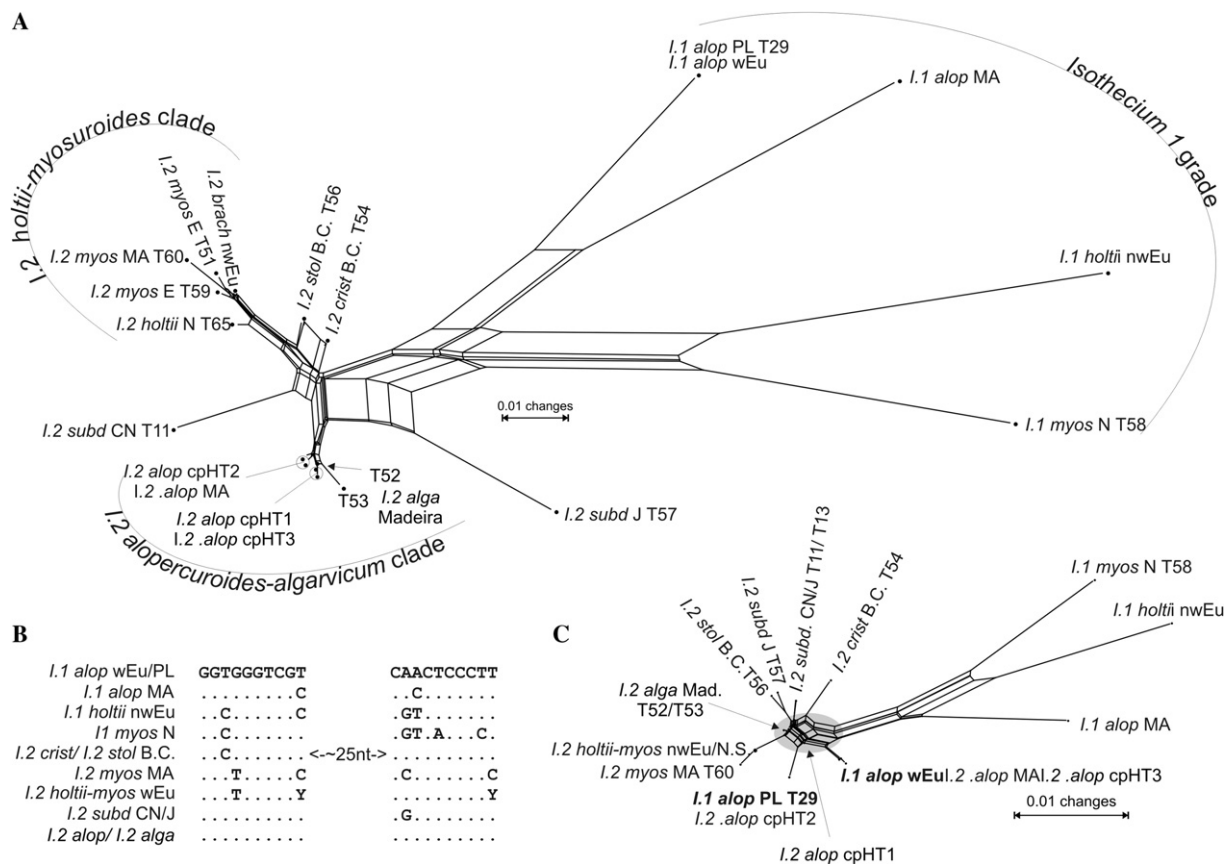 A
I.1 alop PL T29
I.1 alop wEu
I.1 alop MA
Isothecium 1 grade
I.1 holtii nwEu
I.1 myos N T58
I.2 holtii-myosuroides clade
I.2 myos E T51
I.2 brach nwEu
I.2 stol B.C. T56
I.2 crist B.C. T54
I.2 myos MA T60
I.2 myos E T59
I.2 holtii N T65
0.01 changes
I.2 subd CN T11
I.2 alop cpHT2
I.2 .alop MA
I.2 alop cpHT1
I.2 .alop cpHT3
T52
T53
I.2 alga
Madeira
I.2 subd J T57
I.2 alopercuroides-algarvicum clade
B
I.1 alop wEu/PL GGTGGGTCGT CAACTCCCTT
I.1 alop MA .........C ..C.......
I.1 holtii nwEu ..C......C .GT.......
I1 myos N ..C....... .GT.A...C.
I.2 crist/ I.2 stol B.C. ..C....... <-~25nt-> ..........
I.2 myos MA ...T.....C .C.......C
I.2 holtii-myos wEu ...T.....Y .........Y
I.2 subd CN/J .......... .G........
I.2 alop/ I.2 alga .......... ..........
C
I.2 stol B.C.T56
I.2 subd J T57
I.2 subd. CN/J T11/ T13
I.2 crist B.C. T54
I.1 myos N T58
I.1 holtii nwEu
I.1 alop MA
I.2 alga Mad.
T52/T53
I.2 holtii-myos nwEu/N.S.
I.2 myos MA T60
I.1 alop wEuI.2 .alop MAI.2 .alop cpHT3
I.1 alop PL T29
I.2 .alop cpHT2
0.01 changes
I.2 alop cpHT1